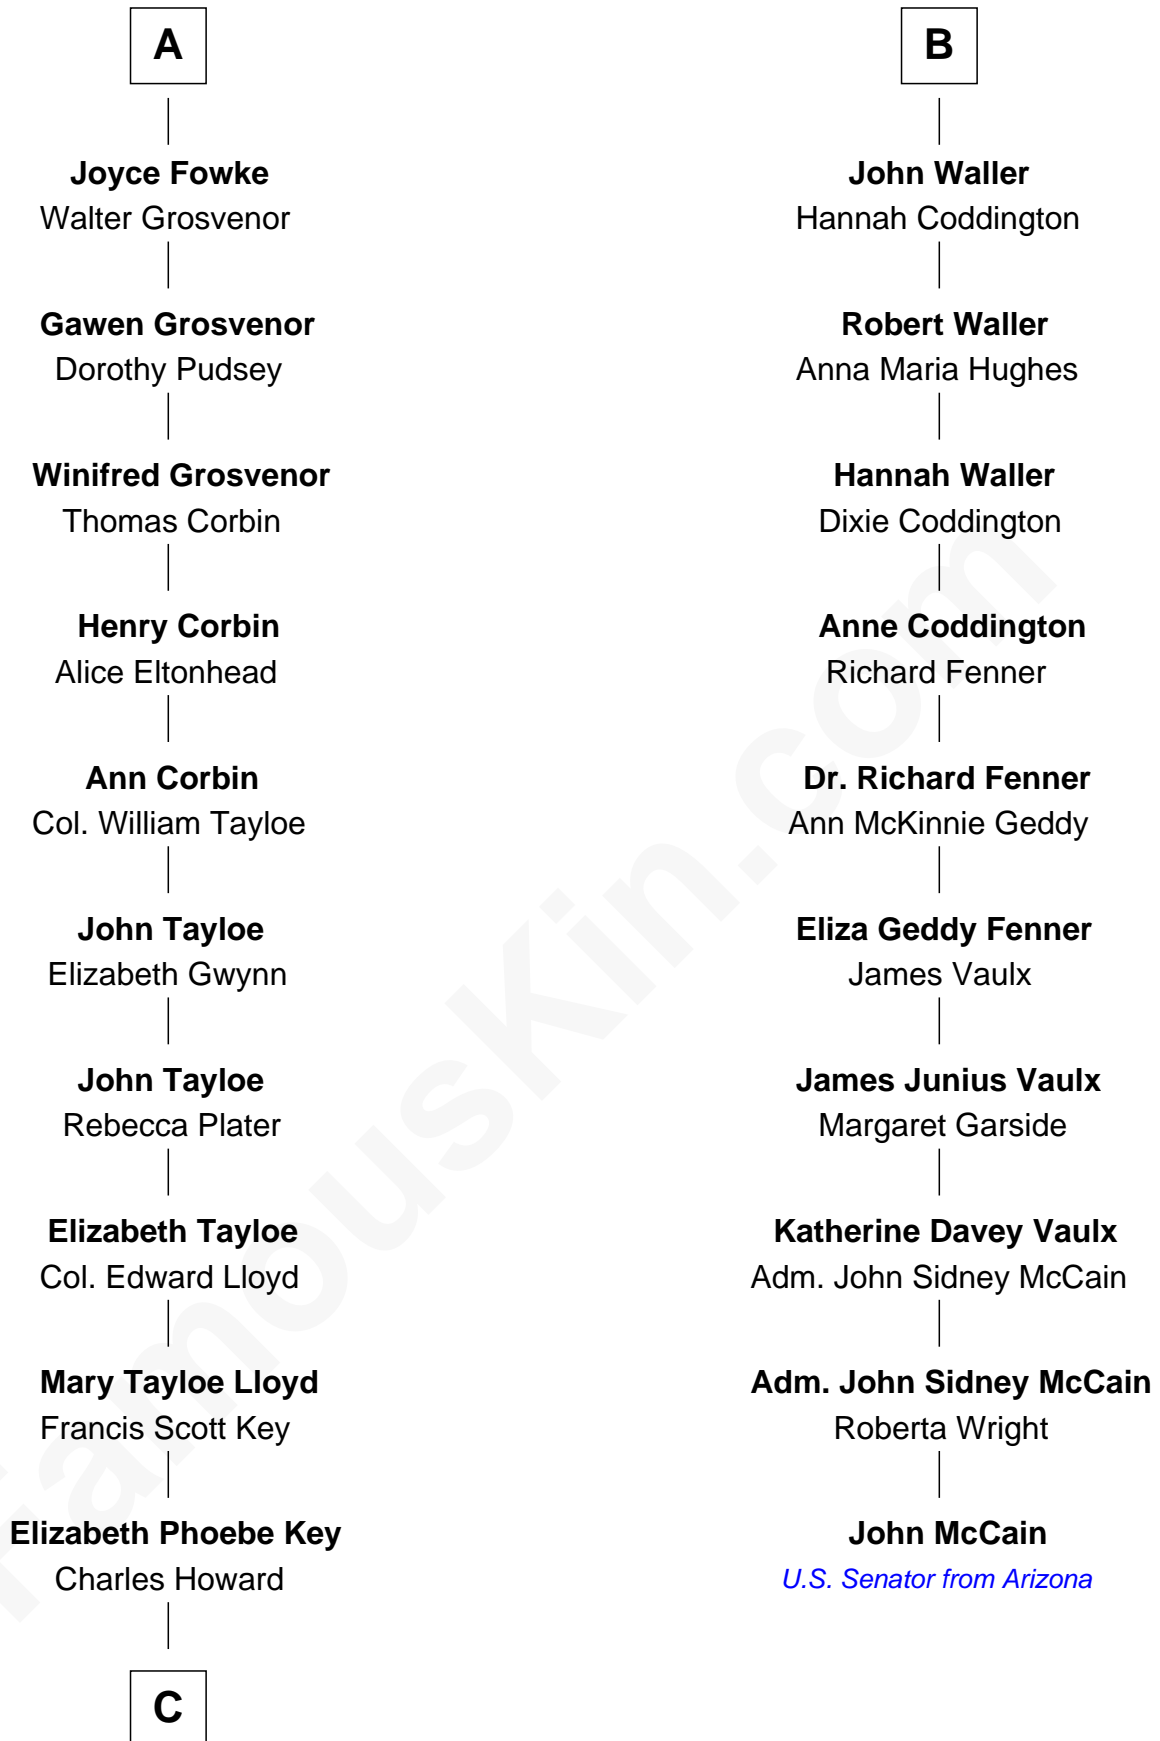 A
Joyce Fowke
Walter Grosvenor
Gawen Grosvenor
Dorothy Pudsey
Winifred Grosvenor
Thomas Corbin
Henry Corbin
Alice Eltonhead
Ann Corbin
Col. William Tayloe
John Tayloe
Elizabeth Gwynn
John Tayloe
Rebecca Plater
Elizabeth Tayloe
Col. Edward Lloyd
Mary Tayloe Lloyd
Francis Scott Key
Elizabeth Phoebe Key
Charles Howard
C
B
John Waller
Hannah Coddington
Robert Waller
Anna Maria Hughes
Hannah Waller
Dixie Coddington
Anne Coddington
Richard Fenner
Dr. Richard Fenner
Ann McKinnie Geddy
Eliza Geddy Fenner
James Vaulx
James Junius Vaulx
Margaret Garside
Katherine Davey Vaulx
Adm. John Sidney McCain
Adm. John Sidney McCain
Roberta Wright
John McCain
U.S. Senator from Arizona
FamousKin.com